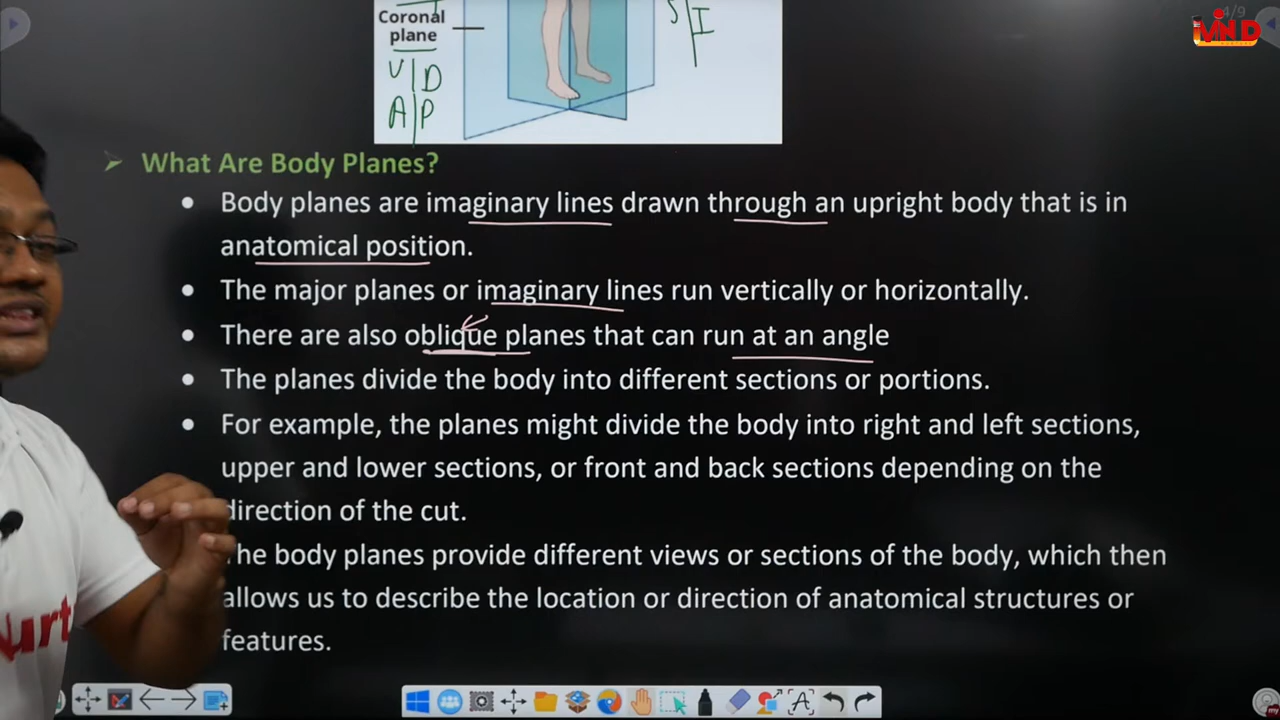 Coronal
plane
V | D
A | P
S | I
4/9
MIND
➤ What Are Body Planes?
• Body planes are imaginary lines drawn through an upright body that is in
anatomical position.
• The major planes or imaginary lines run vertically or horizontally.
• There are also oblique planes that can run at an angle
• The planes divide the body into different sections or portions.
• For example, the planes might divide the body into right and left sections,
upper and lower sections, or front and back sections depending on the
direction of the cut.
The body planes provide different views or sections of the body, which then
allows us to describe the location or direction of anatomical structures or
features.
Nurt